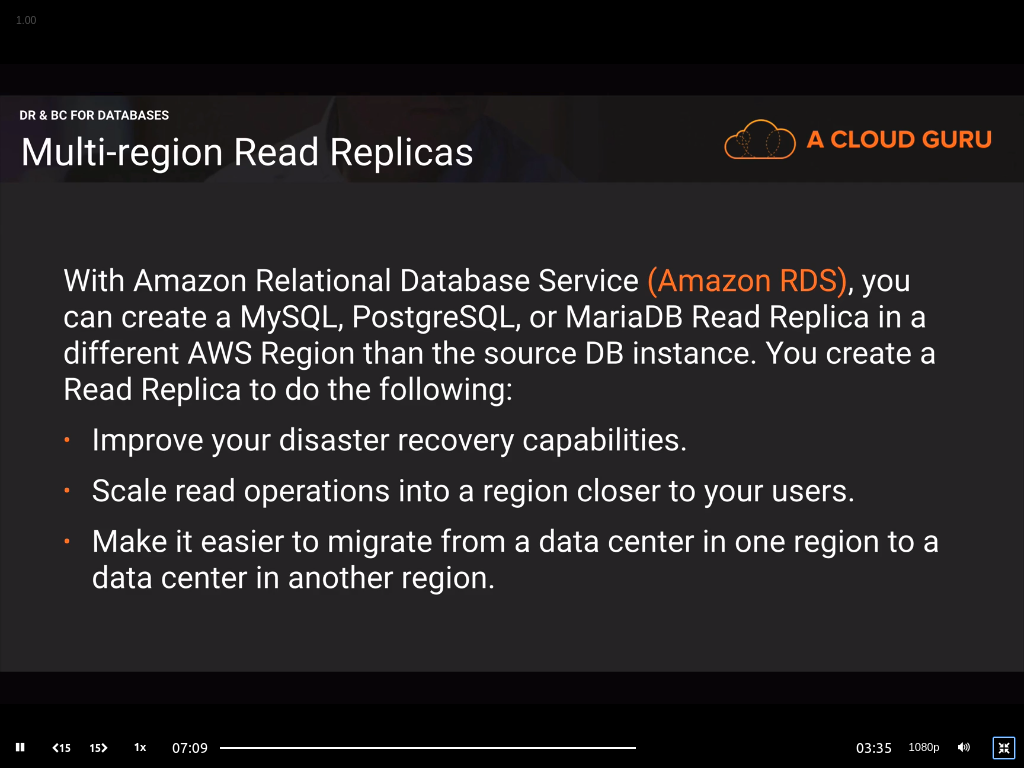 1.00
DR & BC FOR DATABASES
Multi-region Read Replicas
A CLOUD GURU
With Amazon Relational Database Service (Amazon RDS), you
can create a MySQL, PostgreSQL, or MariaDB Read Replica in a
different AWS Region than the source DB instance. You create a
Read Replica to do the following:
• Improve your disaster recovery capabilities.
• Scale read operations into a region closer to your users.
• Make it easier to migrate from a data center in one region to a
data center in another region.
15 15 1x 07:09 03:35 1080p